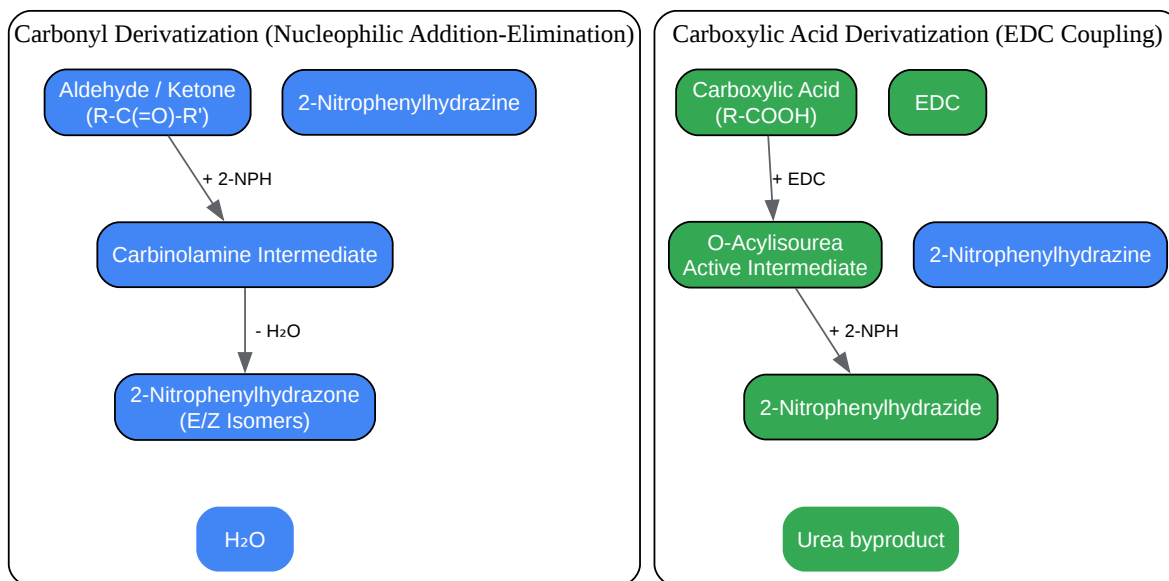 Carbonyl Derivatization (Nucleophilic Addition-Elimination)
Aldehyde / Ketone
(R-C(=O)-R')
2-Nitrophenylhydrazine
+ 2-NPH
Carbinolamine Intermediate
- H₂O
2-Nitrophenylhydrazone
(E/Z Isomers)
H₂O
Carboxylic Acid Derivatization (EDC Coupling)
Carboxylic Acid
(R-COOH)
EDC
+ EDC
O-Acylisourea
Active Intermediate
2-Nitrophenylhydrazine
+ 2-NPH
2-Nitrophenylhydrazide
Urea byproduct